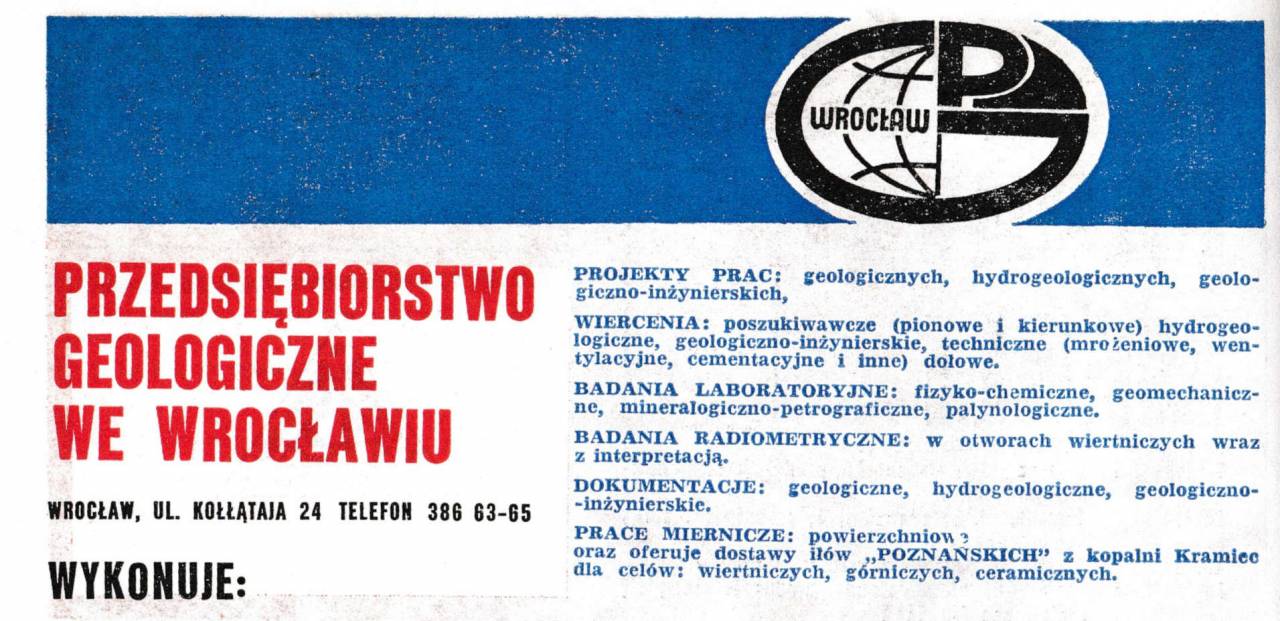 WROCŁAW
P
PRZEDSIĘBIORSTWO
GEOLOGICZNE
WE WROCŁAWIU
WROCŁAW, UL. KOŁŁĄTAJA 24 TELEFON 386 63-65
WYKONUJE:
PROJEKTY PRAC: geologicznych, hydrogeologicznych, geolo-
giczno-inżynierskich,
WIERCENIA: poszukiwawcze (pionowe i kierunkowe) hydrogeo-
logiczne, geologiczno-inżynierskie, techniczne (mrożeniowe, wen-
tylacyjne, cementacyjne i inne) dołowe.
BADANIA LABORATORYJNE: fizyko-chemiczne, geomechanicz-
ne, mineralogiczno-petrograficzne, palynologiczne.
BADANIA RADIOMETRYCZNE: w otworach wiertniczych wraz
z interpretacją.
DOKUMENTACJE: geologiczne, hydrogeologiczne, geologiczno-
-inżynierskie.
PRACE MIERNICZE: powierzchniowe
oraz oferuje dostawy iłów „POZNAŃSKICH” z kopalni Kramiec
dla celów: wiertniczych, górniczych, ceramicznych.